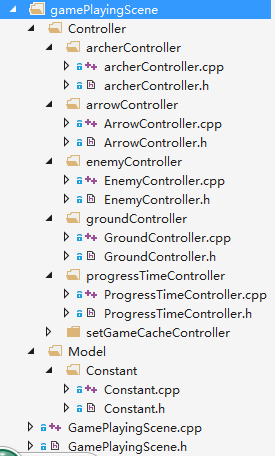 gamePlayingScene
Controller
archerController
archerController.cpp
archerController.h
arrowController
ArrowController.cpp
ArrowController.h
enemyController
EnemyController.cpp
EnemyController.h
groundController
GroundController.cpp
GroundController.h
progressTimeController
ProgressTimeController.cpp
ProgressTimeController.h
setGameCacheController
Model
Constant
Constant.cpp
Constant.h
GamePlayingScene.cpp
GamePlayingScene.h